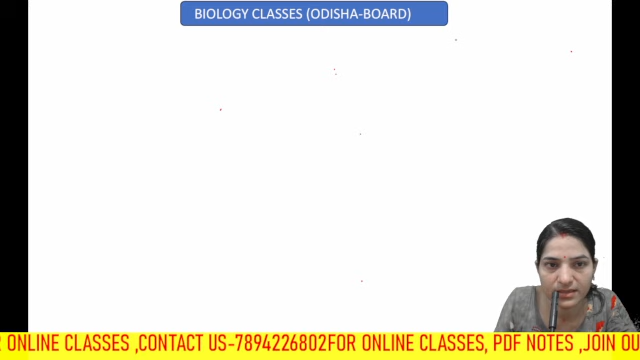 BIOLOGY CLASSES (ODISHA-BOARD)
ONLINE CLASSES ,CONTACT US-7894226802FOR ONLINE CLASSES, PDF NOTES ,JOIN OU